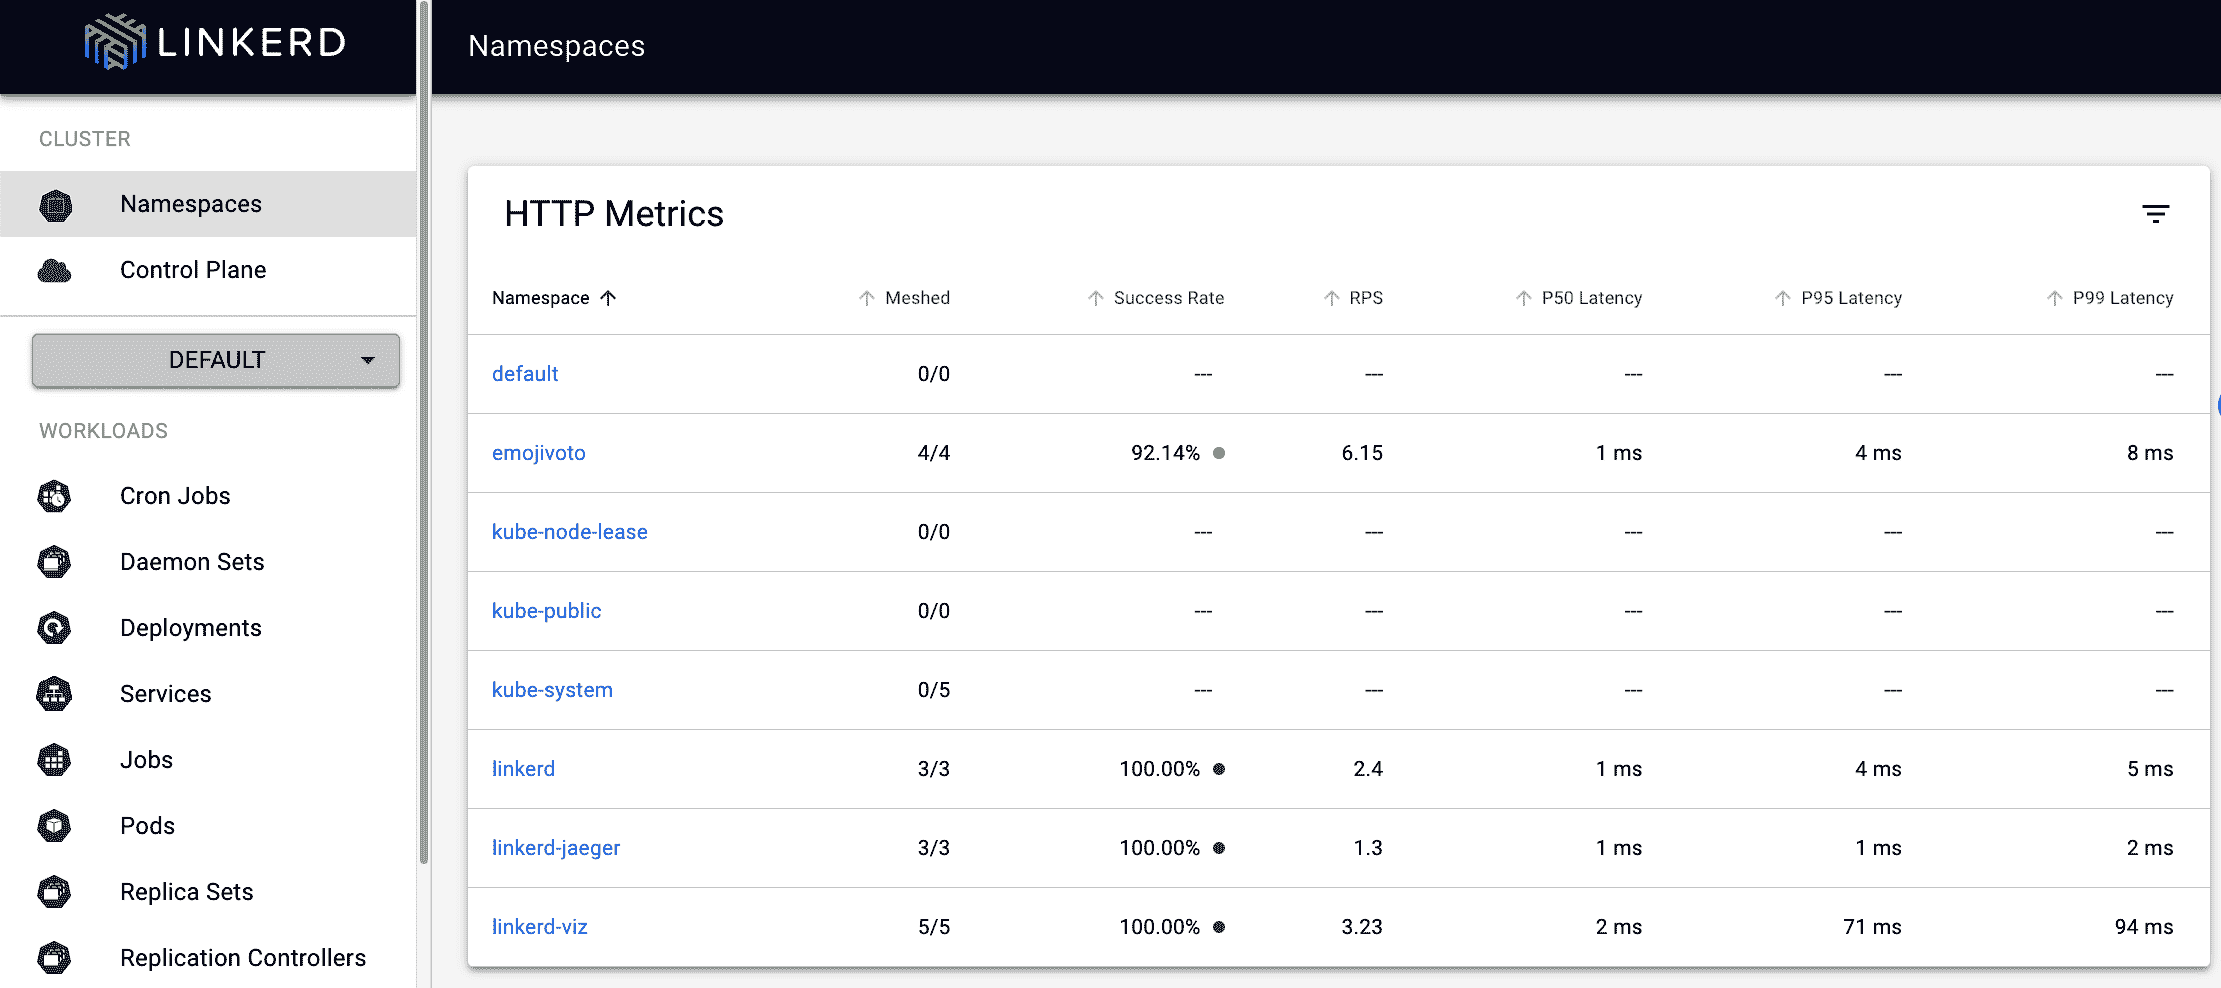 LINKERD
Namespaces
CLUSTER
Namespaces
Control Plane
DEFAULT
WORKLOADS
Cron Jobs
Daemon Sets
Deployments
Services
Jobs
Pods
Replica Sets
Replication Controllers
HTTP Metrics
Namespace Meshed Success Rate RPS P50 Latency P95 Latency P99 Latency
default 0/0 --- --- --- --- ---
emojivoto 4/4 92.14% 6.15 1 ms 4 ms 8 ms
kube-node-lease 0/0 --- --- --- --- ---
kube-public 0/0 --- --- --- --- ---
kube-system 0/5 --- --- --- --- ---
linkerd 3/3 100.00% 2.4 1 ms 4 ms 5 ms
linkerd-jaeger 3/3 100.00% 1.3 1 ms 1 ms 2 ms
linkerd-viz 5/5 100.00% 3.23 2 ms 71 ms 94 ms